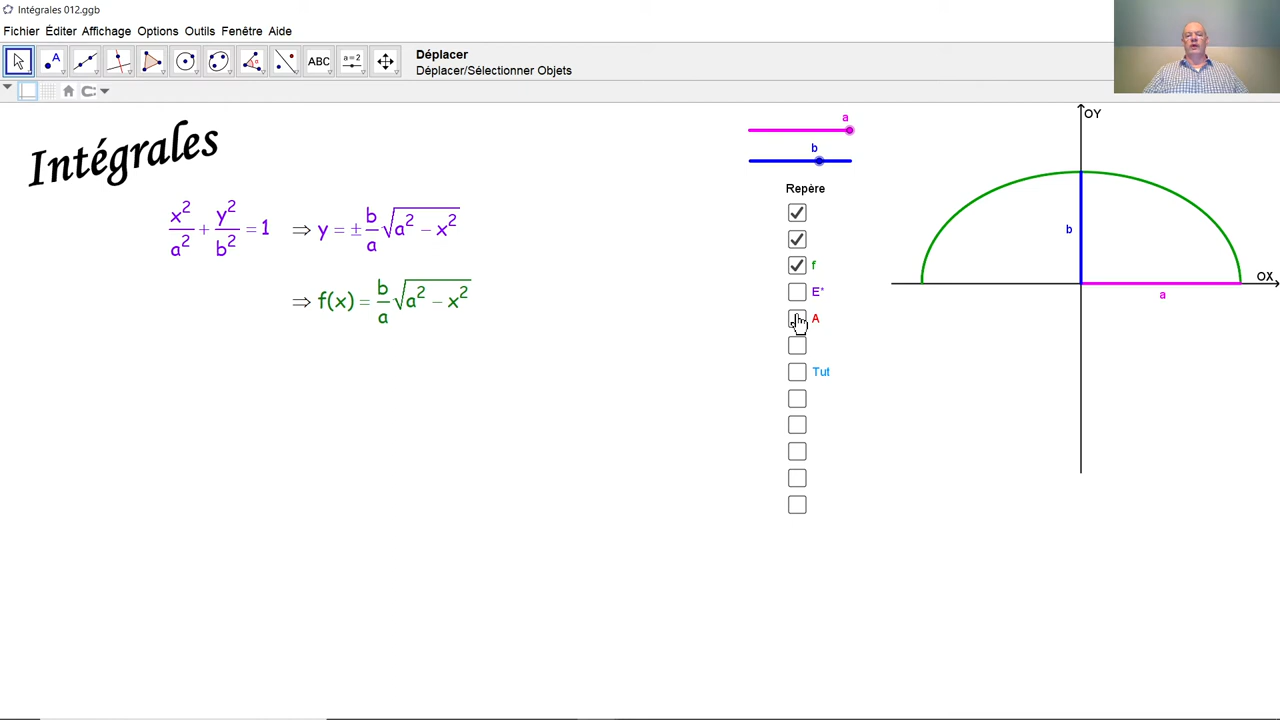 Intégrales 012.ggb
Fichier Éditer Affichage Options Outils Fenêtre Aide
A
ABC
a=2
Déplacer
Déplacer/Sélectionner Objets
Intégrales
x²/a² + y²/b² = 1 ⇒ y = ± b/a √(a² − x²)
⇒ f(x) = b/a √(a² − x²)
a
b
Repère
f
E*
A
Tut
OY
b
OX
a